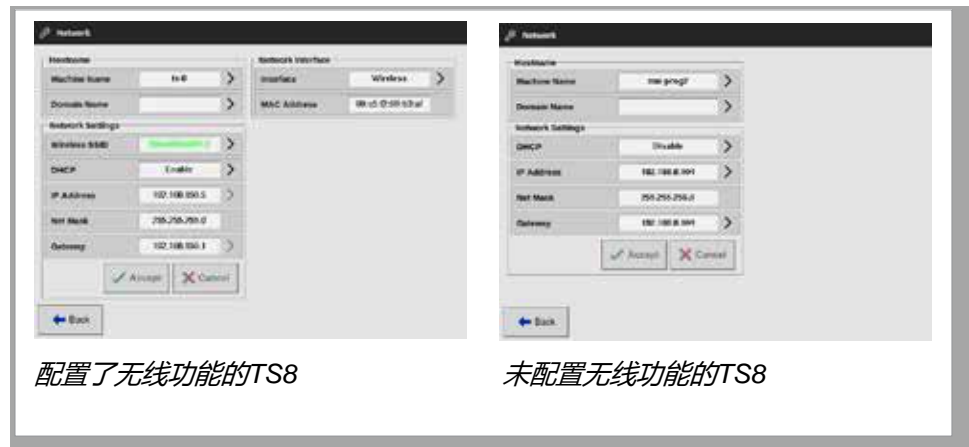 Network
Hostname
Machine Name
Domain Name
Network Settings
Wireless SSID
DHCP
Enable
IP Address
Net Mask
Gateway
Accept
Cancel
Back
Network Interface
Interface
Wireless
MAC Address
配置了无线功能的TS8
Network
Hostname
Machine Name
Domain Name
Network Settings
DHCP
Disable
IP Address
Net Mask
Gateway
Accept
Cancel
Back
未配置无线功能的TS8